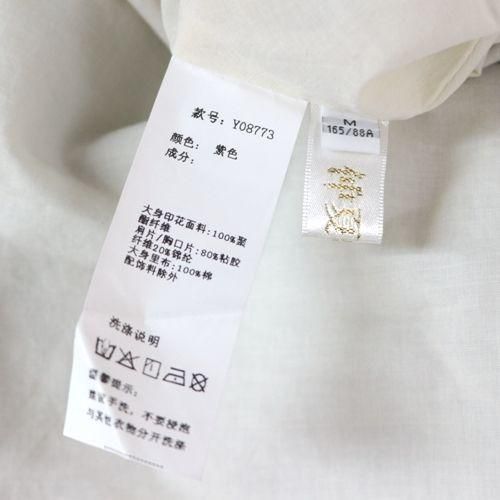 款号: Y08773
颜色: 紫色
成分:
大身印花面料:100%聚
酯纤维
肩片/胸口片:80%粘胶
纤维20%锦纶
大身里布:100%棉
配饰料除外
洗涤说明
温馨提示:
建议手洗,不要浸泡
与其他衣物分开洗涤
M
165/88A